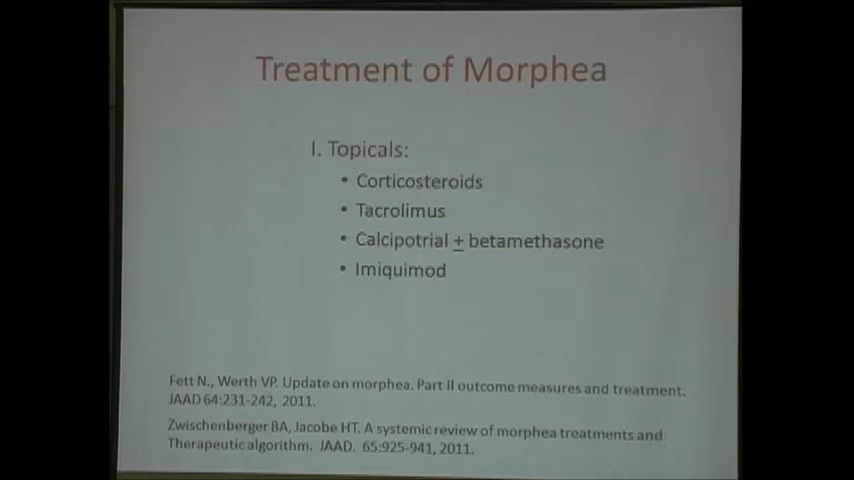 Treatment of Morphea
I. Topicals:
• Corticosteroids
• Tacrolimus
• Calcipotrial ± betamethasone
• Imiquimod
Fett N., Werth VP. Update on morphea. Part II outcome measures and treatment.
JAAD 64:231-242, 2011.
Zwischenberger BA, Jacobe HT. A systemic review of morphea treatments and
Therapeutic algorithm. JAAD. 65:925-941, 2011.